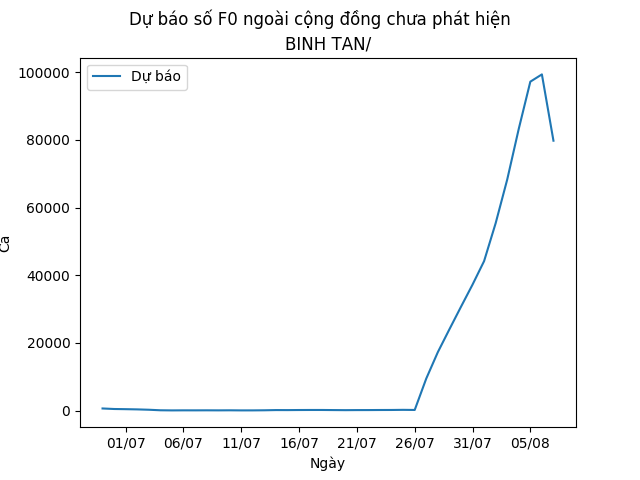 Dự báo số F0 ngoài cộng đồng chưa phát hiện
BINH TAN/
Dự báo
100000
80000
60000
40000
20000
0
Ca
01/07 06/07 11/07 16/07 21/07 26/07 31/07 05/08
Ngày